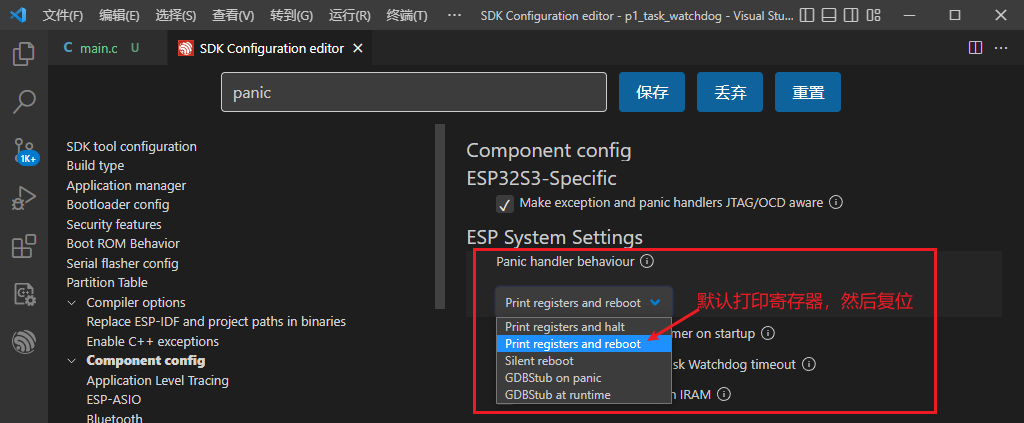 文件(F) 编辑(E) 选择(S) 查看(V) 转到(G) 运行(R) 终端(T) ··· SDK Configuration editor - p1_task_watchdog - Visual Stu...
C main.c U SDK Configuration editor
panic 保存 丢弃 重置
1K+
SDK tool configuration
Build type
Application manager
Bootloader config
Security features
Boot ROM Behavior
Serial flasher config
Partition Table
Compiler options
Replace ESP-IDF and project paths in binaries
Enable C++ exceptions
Component config
Application Level Tracing
ESP-ASIO
Bluetooth
Component config
ESP32S3-Specific
Make exception and panic handlers JTAG/OCD aware
ESP System Settings
Panic handler behaviour
Print registers and reboot
默认打印寄存器，然后复位
Print registers and halt
Print registers and reboot
mer on startup
Silent reboot
sk Watchdog timeout
GDBStub on panic
GDBStub at runtime
IRAM